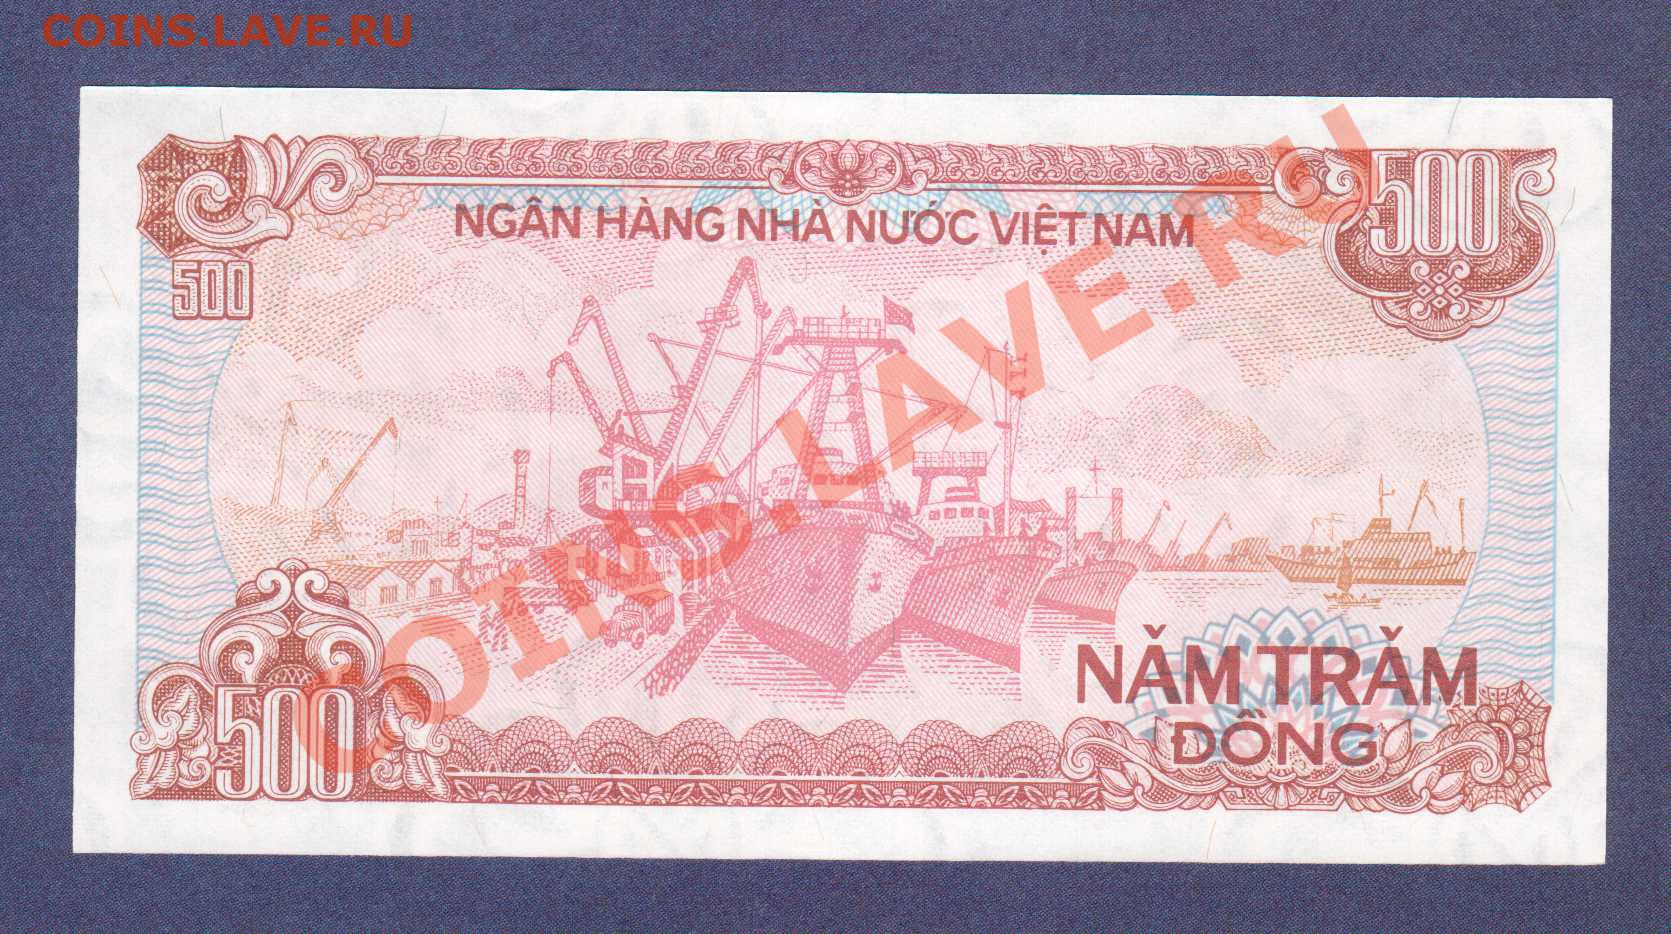 COINS.LAVE.RU
NGÂN HÀNG NHÀ NƯỚC VIỆT NAM
500
500
COINS.LAVE.RU
500
NĂM TRĂM
ĐỒNG